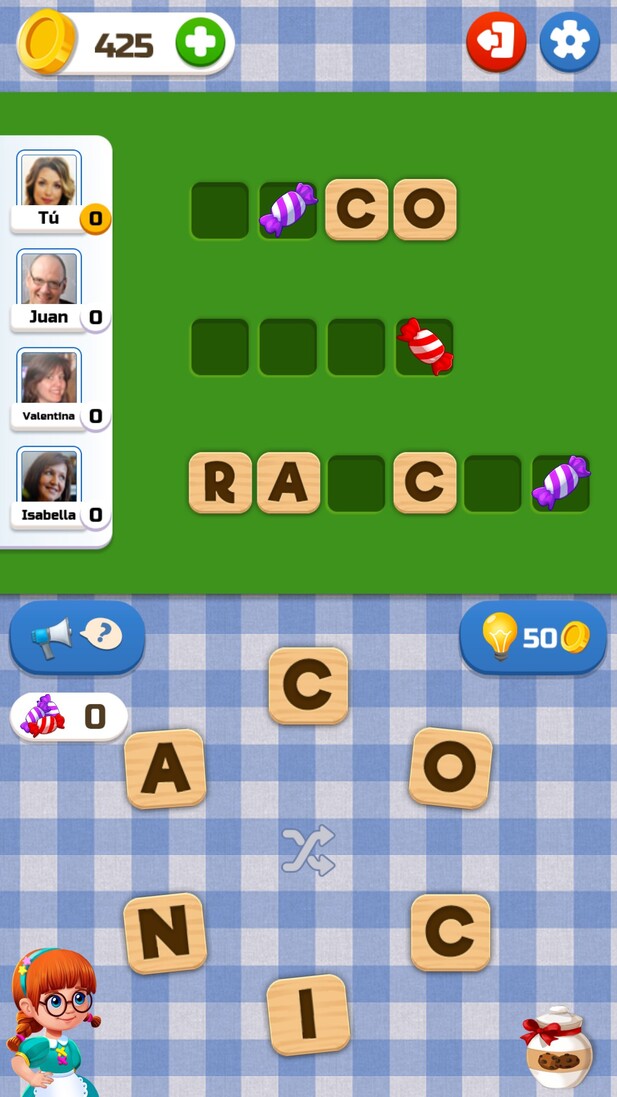 425
Tú 0
Juan 0
Valentina 0
Isabella 0
C O
R A C
? 50
0
C
A O
N C
I